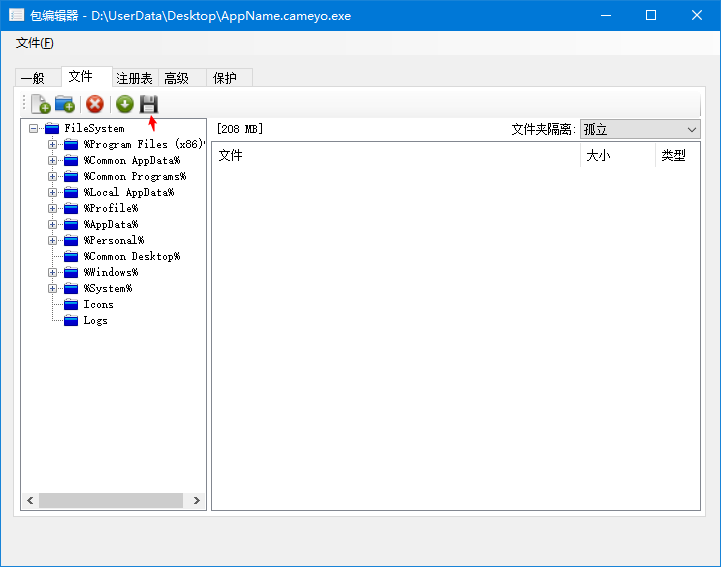 包编辑器 - D:\UserData\Desktop\AppName.cameyo.exe
文件(F)
一般 文件 注册表 高级 保护
[208 MB] 文件夹隔离: 孤立
文件 大小 类型
FileSystem
%Program Files (x86)%
%Common AppData%
%Common Programs%
%Local AppData%
%Profile%
%AppData%
%Personal%
%Common Desktop%
%Windows%
%System%
Icons
Logs